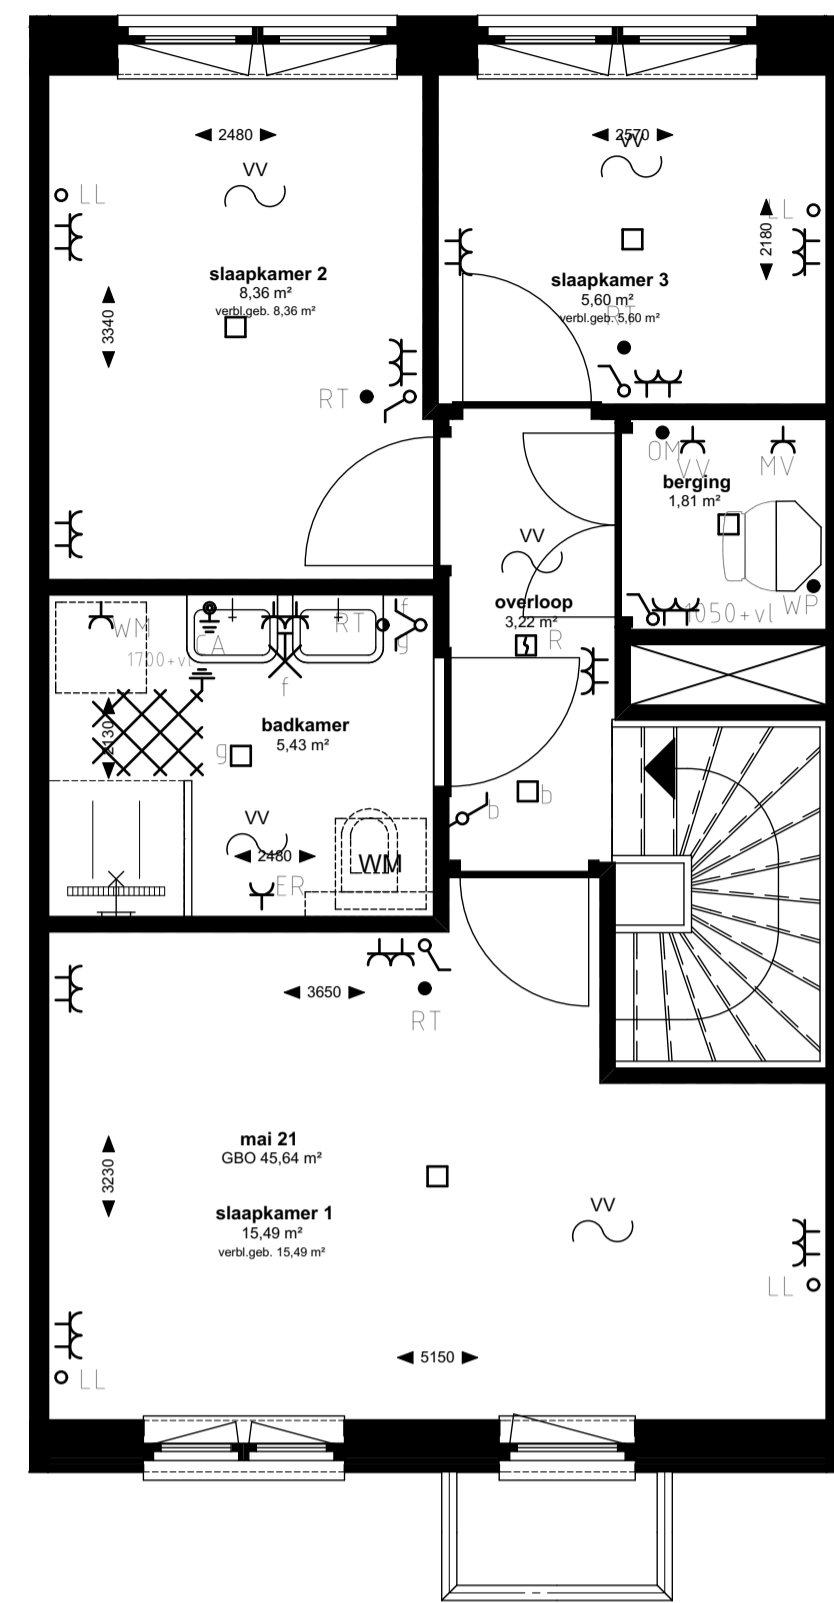 2480
VV
LL
slaapkamer 2
8,36 m²
verbl.geb. 8,36 m²
3340
RT
2570
VV
LL
2180
slaapkamer 3
5,60 m²
verbl.geb. 5,60 m²
RT
OM
VV
MV
berging
1,81 m²
WP
1050+vl
VV
overloop
3,22 m²
R
b
b
WM
1700+vl
CA
RT
f
g
f
badkamer
5,43 m²
2130
g
VV
2480
WM
ER
3650
RT
mai 21
GBO 45,64 m²
3230
slaapkamer 1
15,49 m²
verbl.geb. 15,49 m²
VV
LL
5150
LL